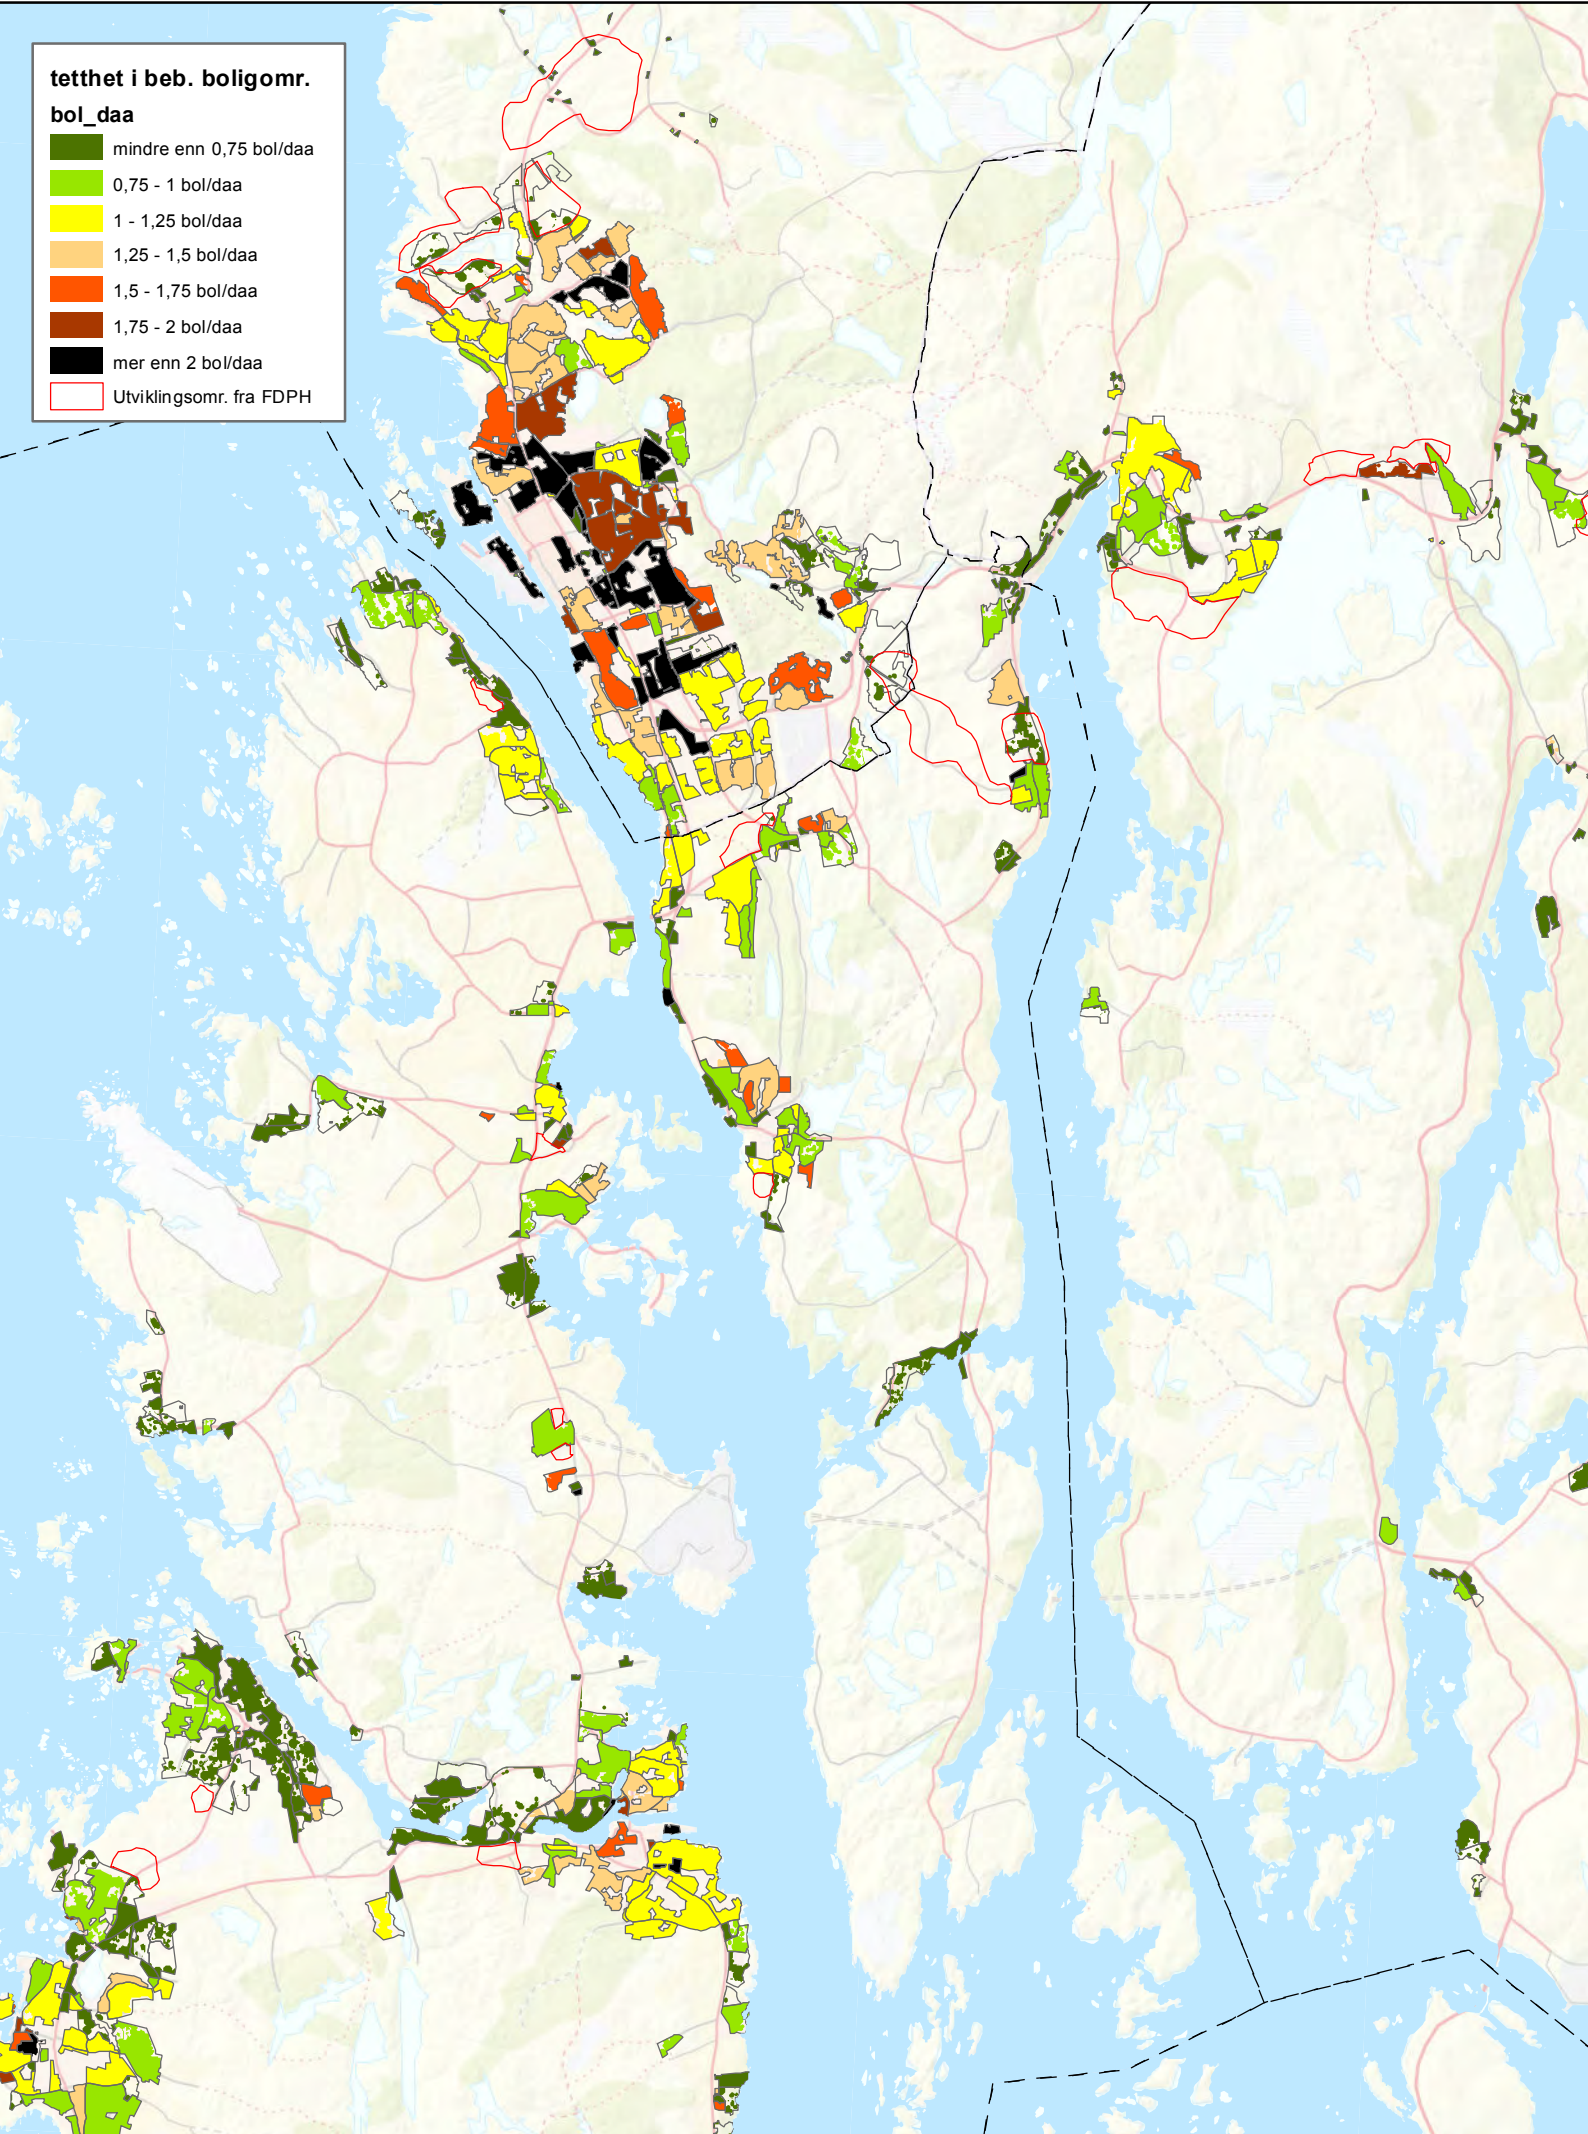 tetthet i beb. boligomr.
bol_daa
mindre enn 0,75 bol/daa
0,75 - 1 bol/daa
1 - 1,25 bol/daa
1,25 - 1,5 bol/daa
1,5 - 1,75 bol/daa
1,75 - 2 bol/daa
mer enn 2 bol/daa
Utviklingsomr. fra FDPH